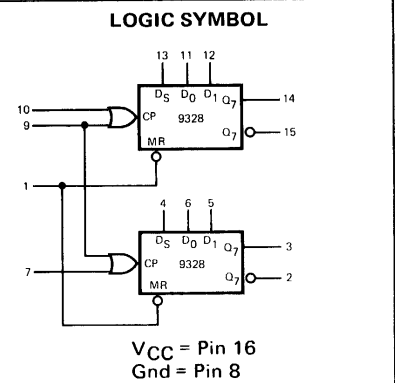 LOGIC SYMBOL
13 11 12
10
9
DS D0 D1 Q7
CP 9328
Q7
MR
14
15
1
4 6 5
DS D0 D1 Q7
CP 9328
Q7
MR
3
7
2
VCC = Pin 16
Gnd = Pin 8